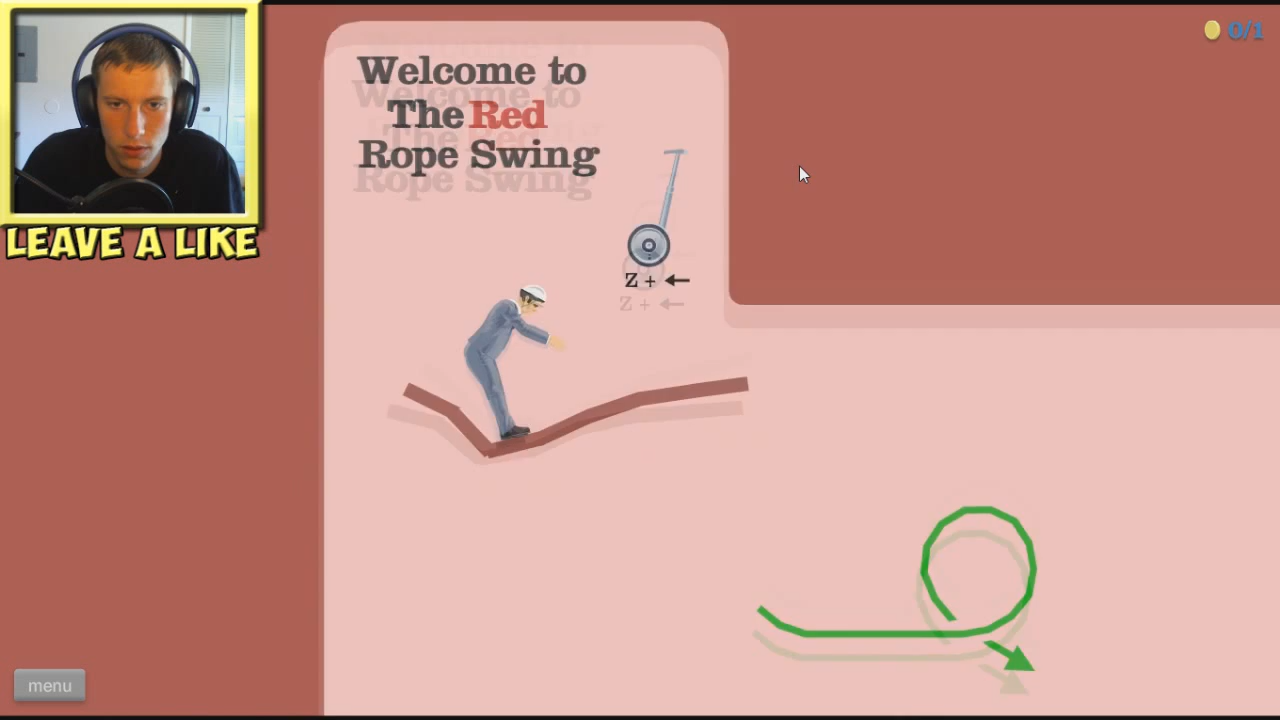 LEAVE A LIKE
Welcome to
The Red
Rope Swing
Z + ←
0/1
menu